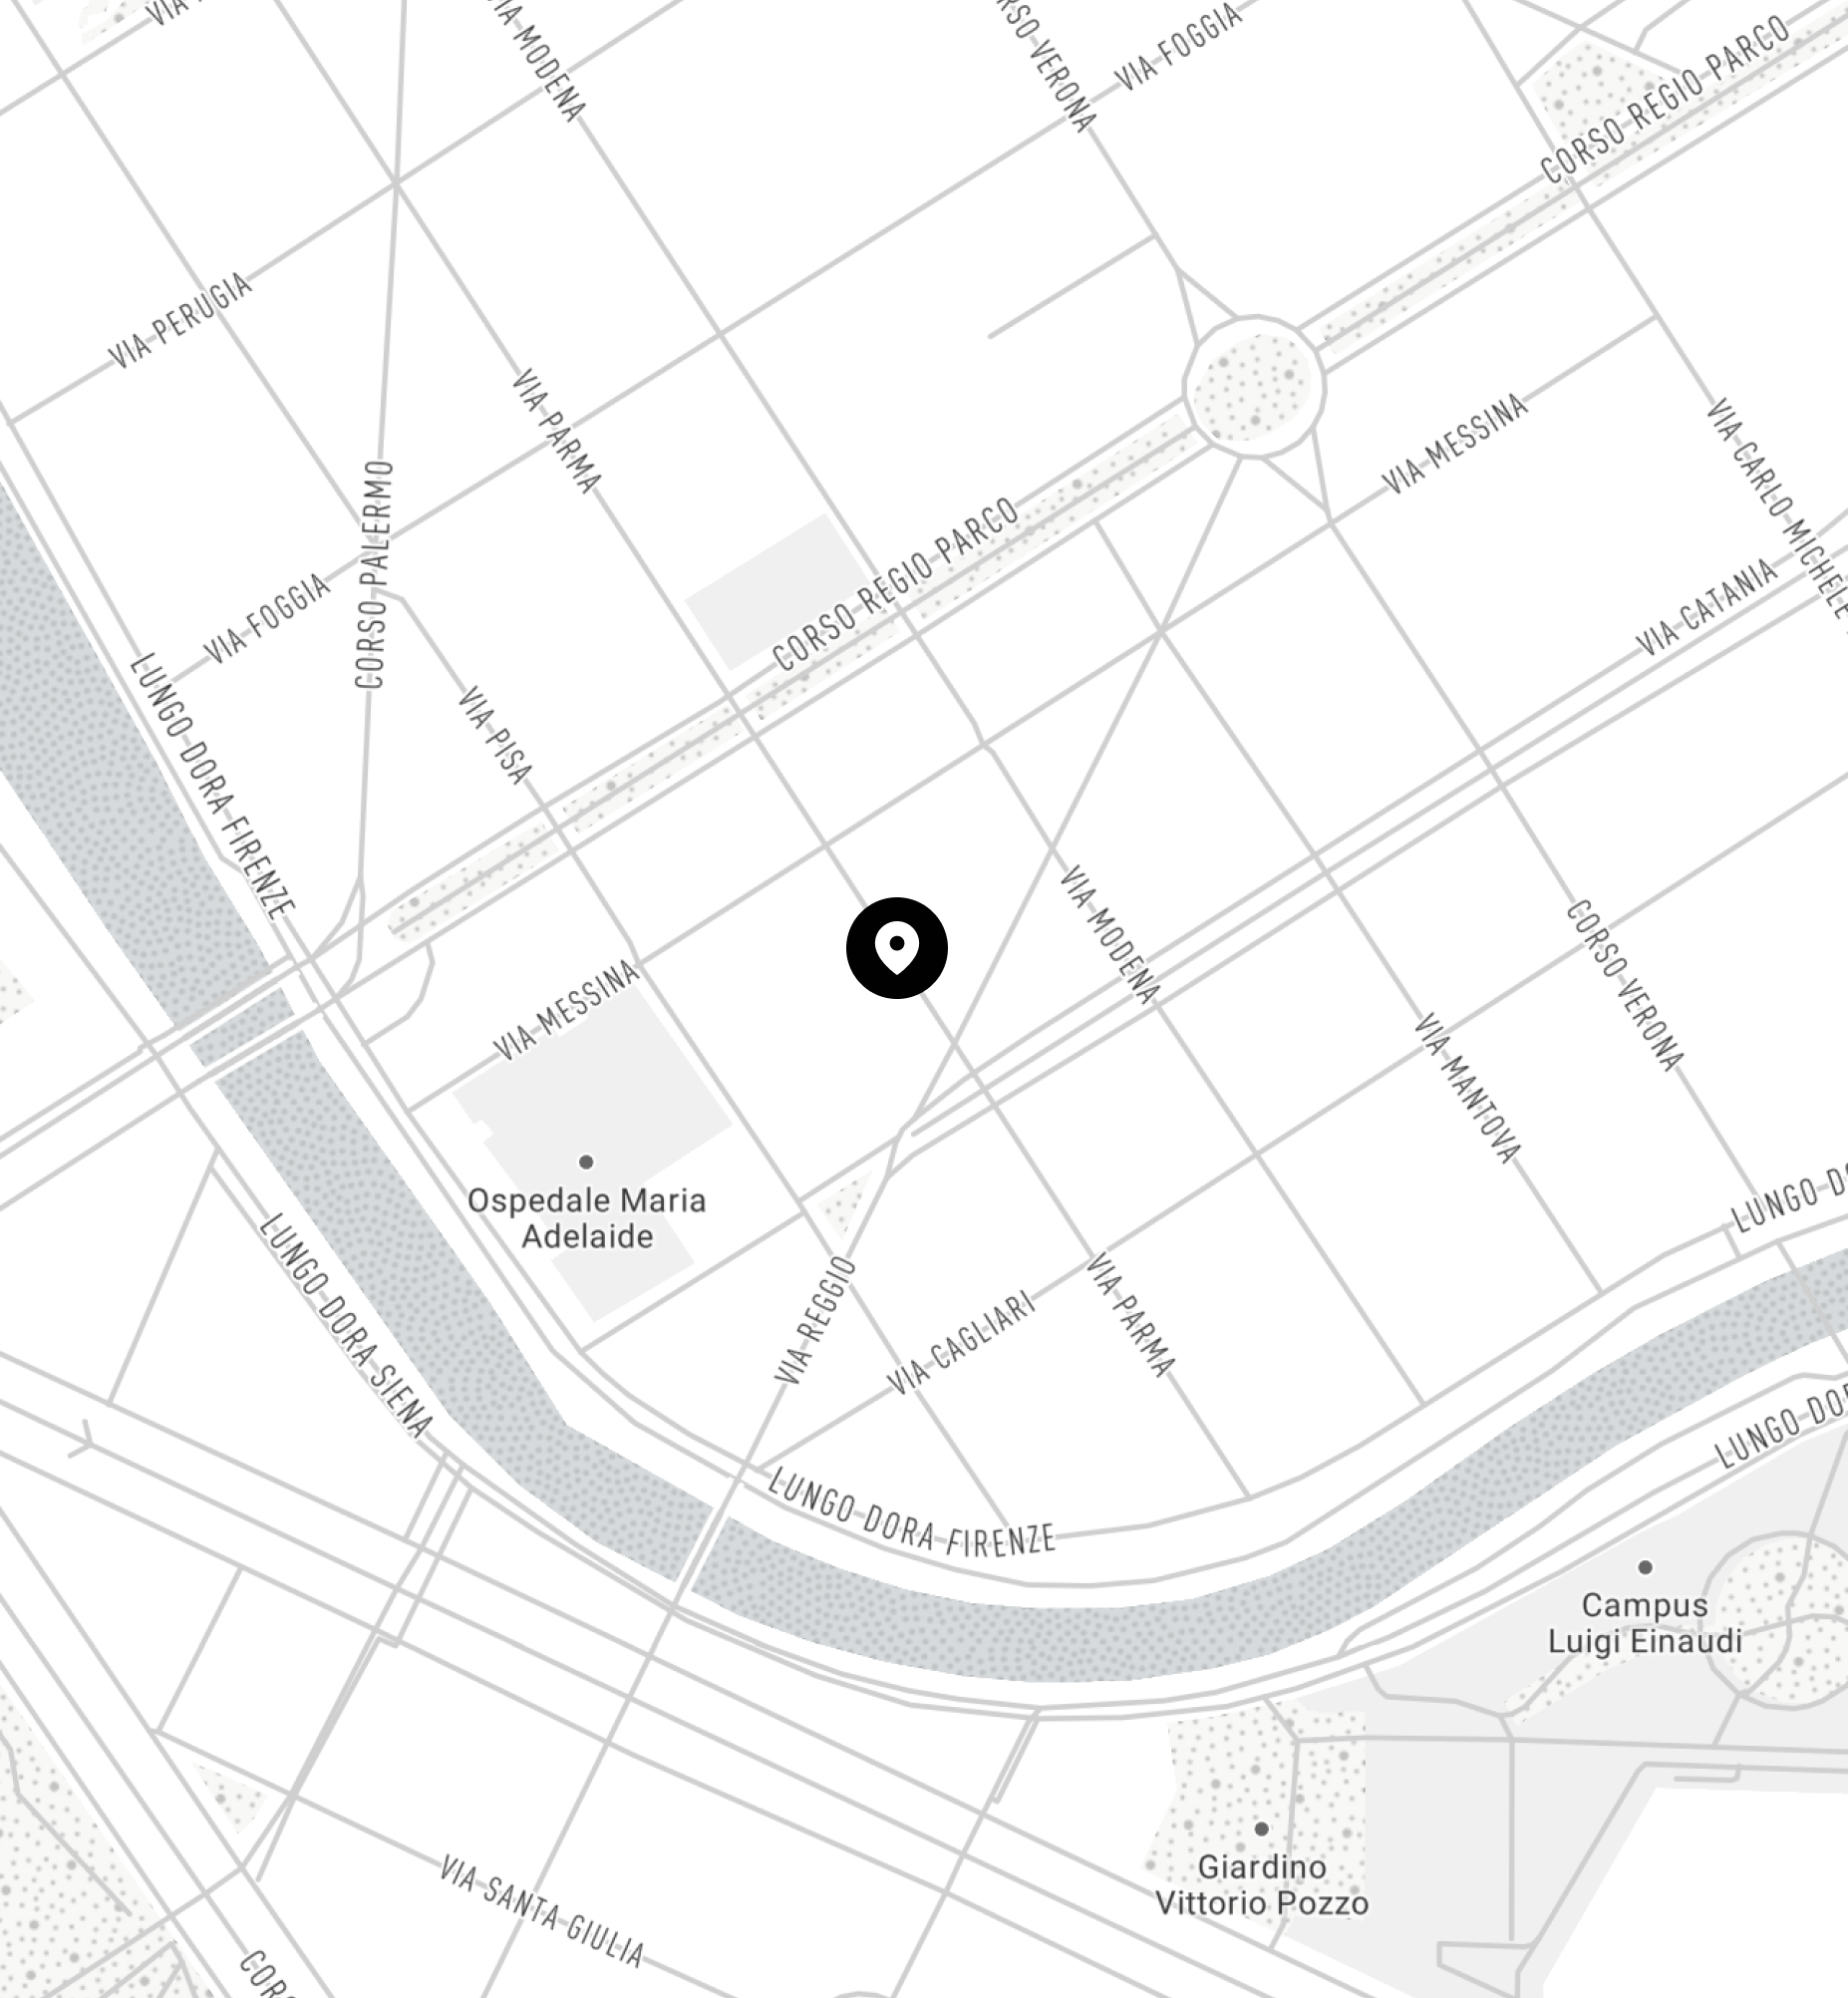 VIA MODENA
CORSO VERONA
VIA FOGGIA
CORSO REGIO PARCO
VIA PERUGIA
VIA PARMA
VIA MESSINA
VIA CARLO MICHELE
CORSO PALERMO
CORSO REGIO PARCO
VIA FOGGIA
VIA CATANIA
LUNGO DORA FIRENZE
VIA PISA
VIA MODENA
CORSO VERONA
VIA MESSINA
VIA MANTOVA
Ospedale Maria
Adelaide
LUNGO DORA SIENA
VIA REGGIO
VIA CAGLIARI
VIA PARMA
LUNGO
LUNGO
LUNGO DORA FIRENZE
Campus
Luigi Einaudi
Giardino
Vittorio Pozzo
VIA SANTA GIULIA